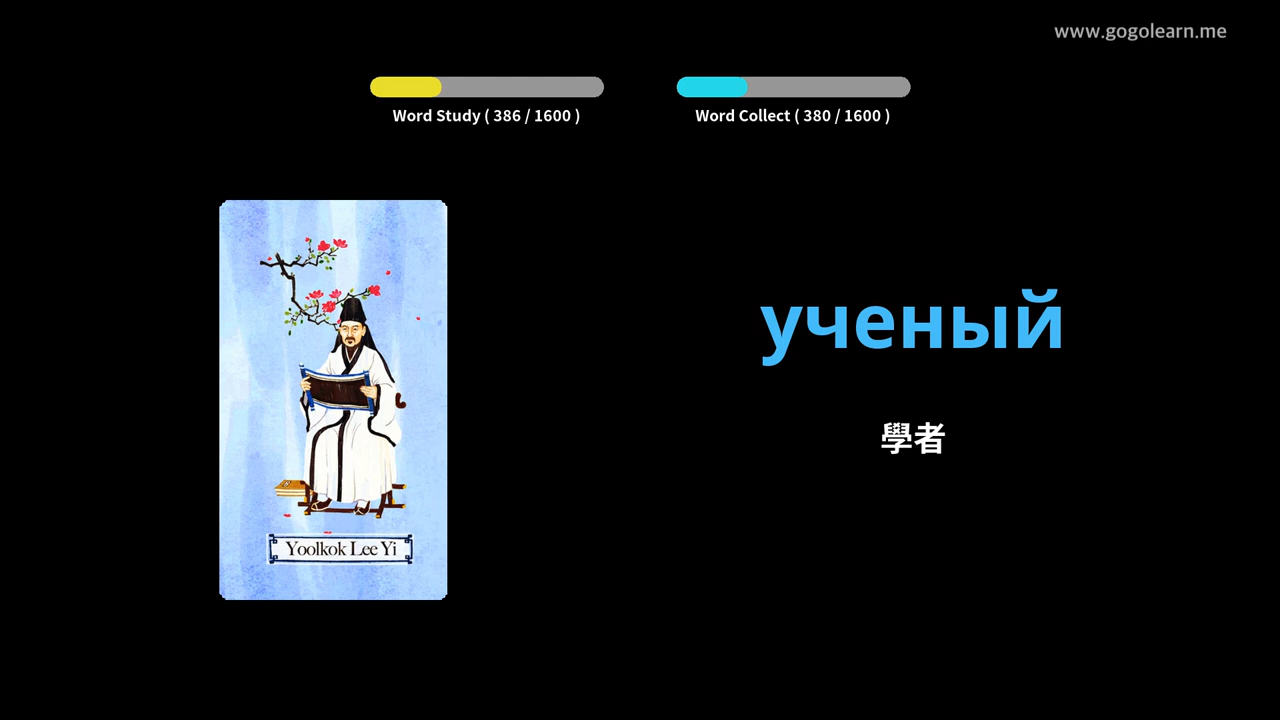 www.gogolearn.me
Word Study ( 386 / 1600 )
Word Collect ( 380 / 1600 )
ученый
學者
Yoolkok Lee Yi